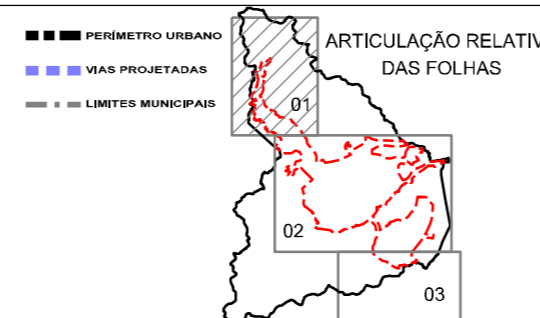 PERÍMETRO URBANO
VIAS PROJETADAS
LIMITES MUNICIPAIS
ARTICULAÇÃO RELATIV
DAS FOLHAS
01
02
03